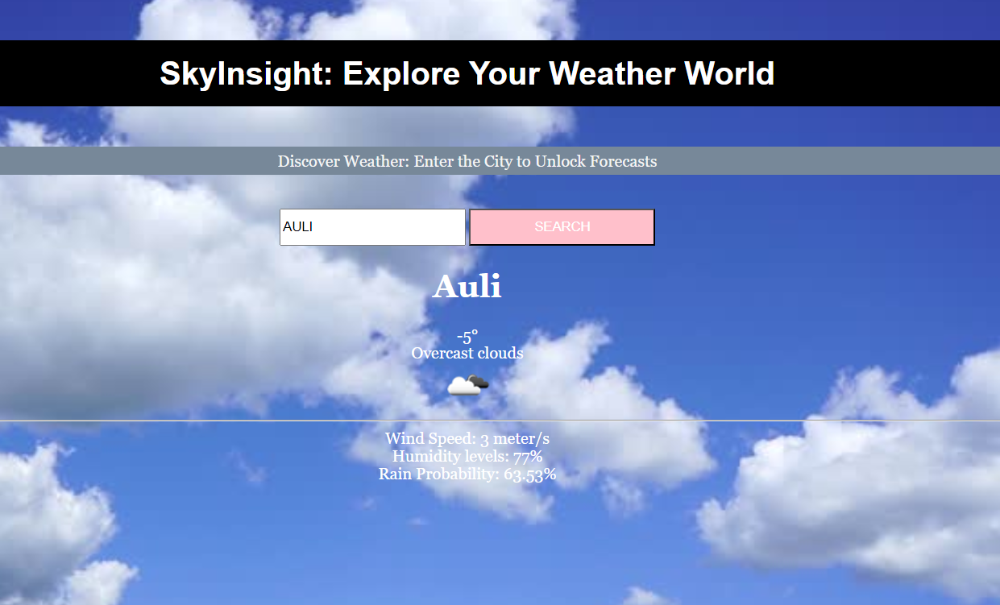 SkyInsight: Explore Your Weather World
Discover Weather: Enter the City to Unlock Forecasts
AULI SEARCH
Auli
-5°
Overcast clouds
Wind Speed: 3 meter/s
Humidity levels: 77%
Rain Probability: 63.53%